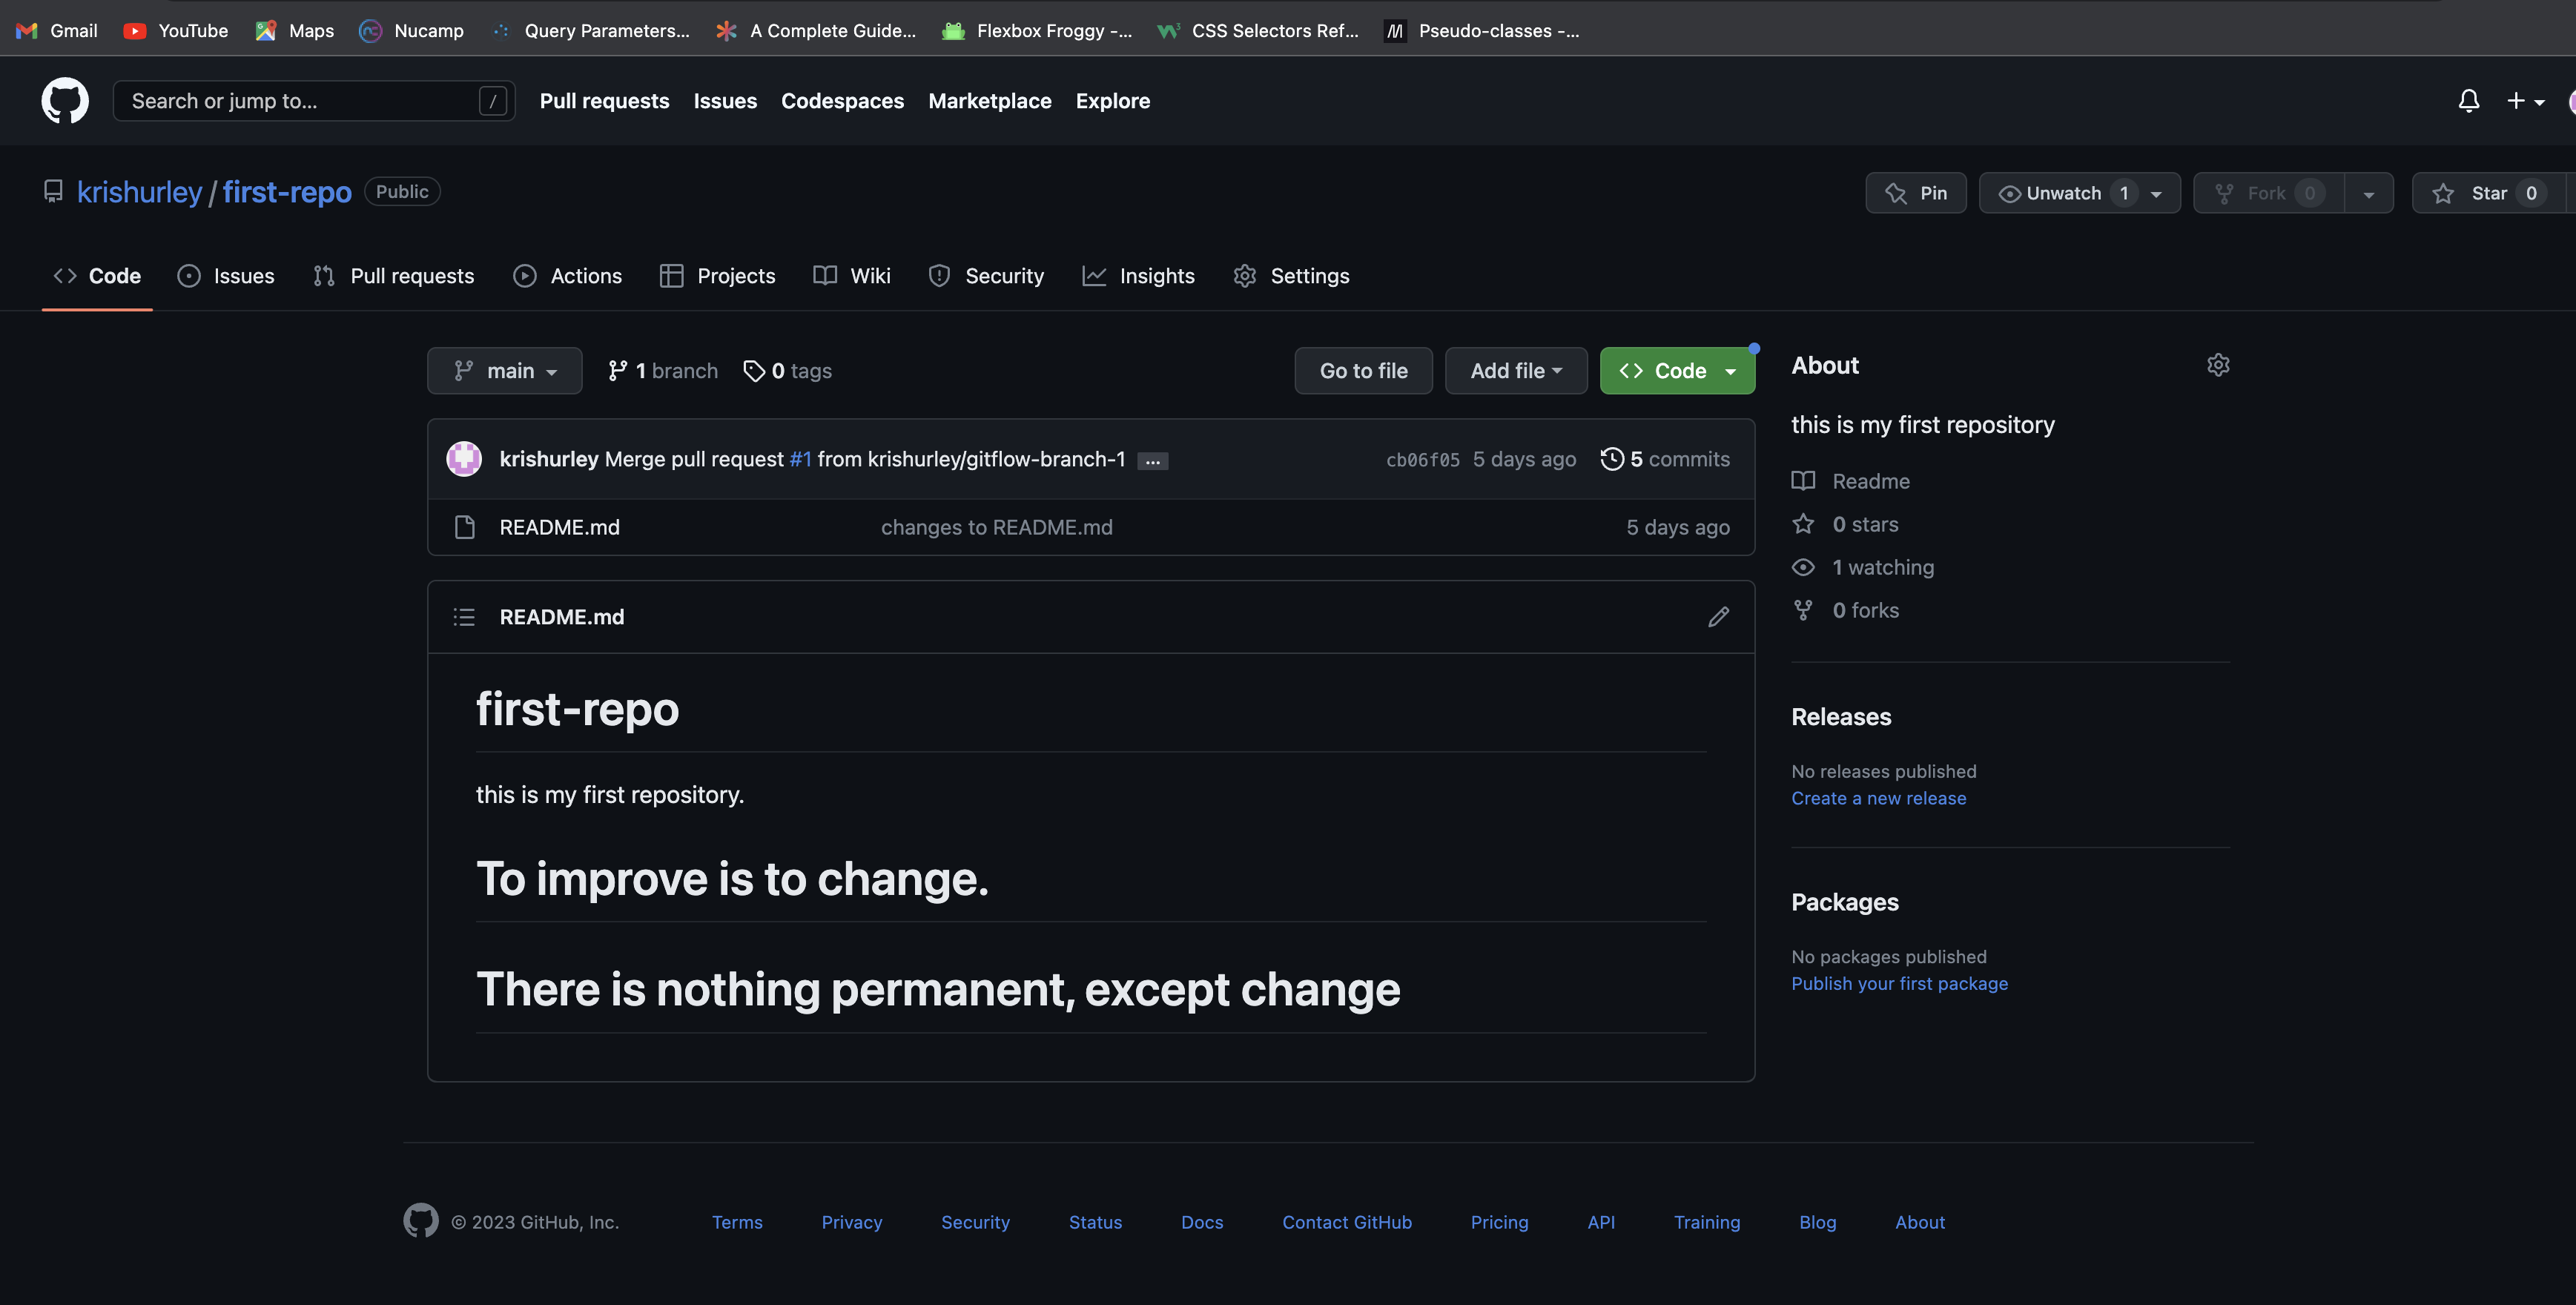 Gmail YouTube Maps Nucamp Query Parameters... A Complete Guide... Flexbox Froggy -... CSS Selectors Ref... Pseudo-classes -...
Search or jump to... / Pull requests Issues Codespaces Marketplace Explore
krishurley / first-repo Public Pin Unwatch 1 Fork 0 Star 0
Code Issues Pull requests Actions Projects Wiki Security Insights Settings
main 1 branch 0 tags Go to file Add file Code
krishurley Merge pull request #1 from krishurley/gitflow-branch-1 ... cb06f05 5 days ago 5 commits
README.md changes to README.md 5 days ago
README.md
first-repo
this is my first repository.
To improve is to change.
There is nothing permanent, except change
About
this is my first repository
Readme
0 stars
1 watching
0 forks
Releases
No releases published
Create a new release
Packages
No packages published
Publish your first package
© 2023 GitHub, Inc. Terms Privacy Security Status Docs Contact GitHub Pricing API Training Blog About